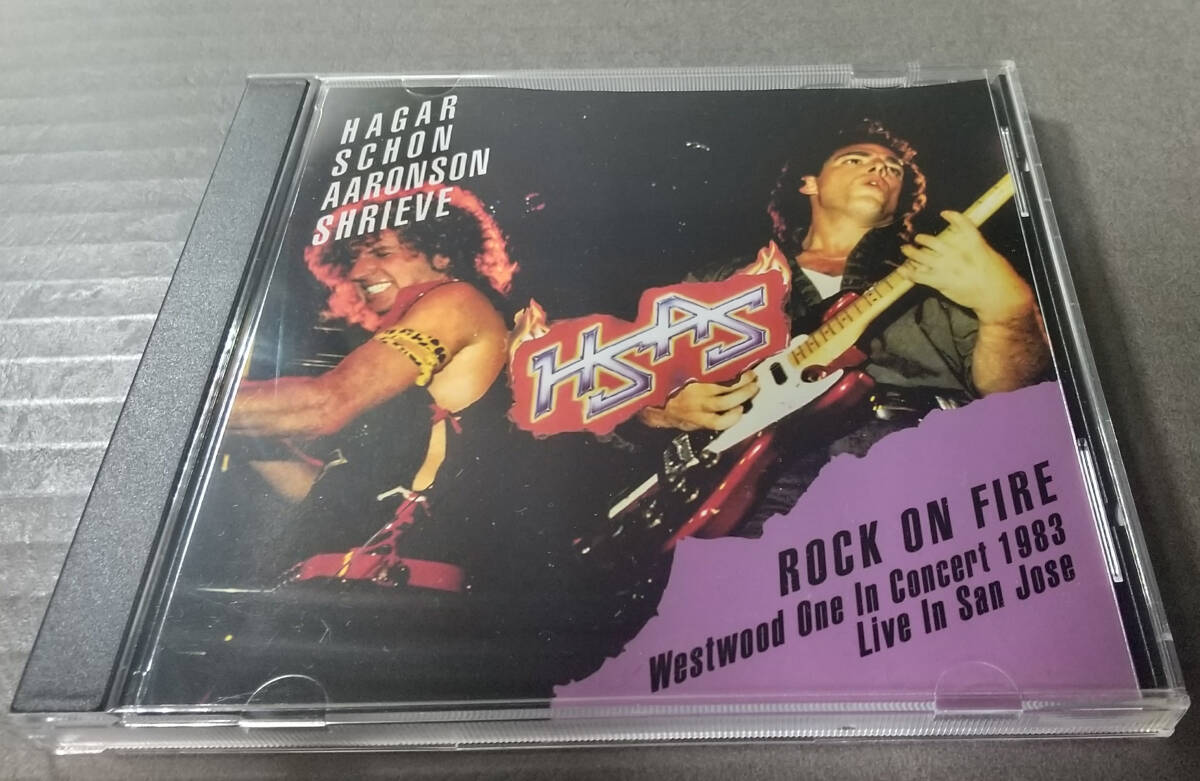 HAGAR
SCHON
AARONSON
SHRIEVE
HSAS
ROCK ON FIRE
Westwood One In Concert 1983
Live In San Jose